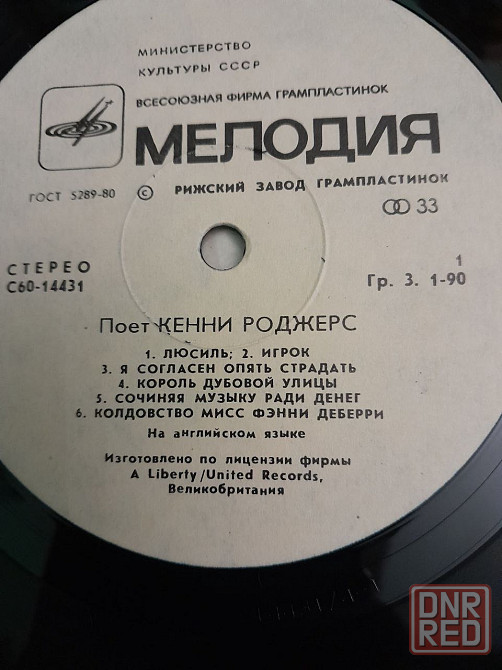 МИНИСТЕРСТВО
КУЛЬТУРЫ СССР
ВСЕСОЮЗНАЯ ФИРМА ГРАМПЛАСТИНОК
МЕЛОДИЯ
ГОСТ 5289-80 © РИЖСКИЙ ЗАВОД ГРАМПЛАСТИНОК
33
СТЕРЕО
С60-14431
1
Гр. 3. 1-90
Поет КЕННИ РОДЖЕРС
1. ЛЮСИЛЬ; 2. ИГРОК
3. Я СОГЛАСЕН ОПЯТЬ СТРАДАТЬ
4. КОРОЛЬ ДУБОВОЙ УЛИЦЫ
5. СОЧИНЯЯ МУЗЫКУ РАДИ ДЕНЕГ
6. КОЛДОВСТВО МИСС ФЭННИ ДЕБЕРРИ
На английском языке
Изготовлено по лицензии фирмы
A Liberty/United Records,
Великобритания
DNR
RED